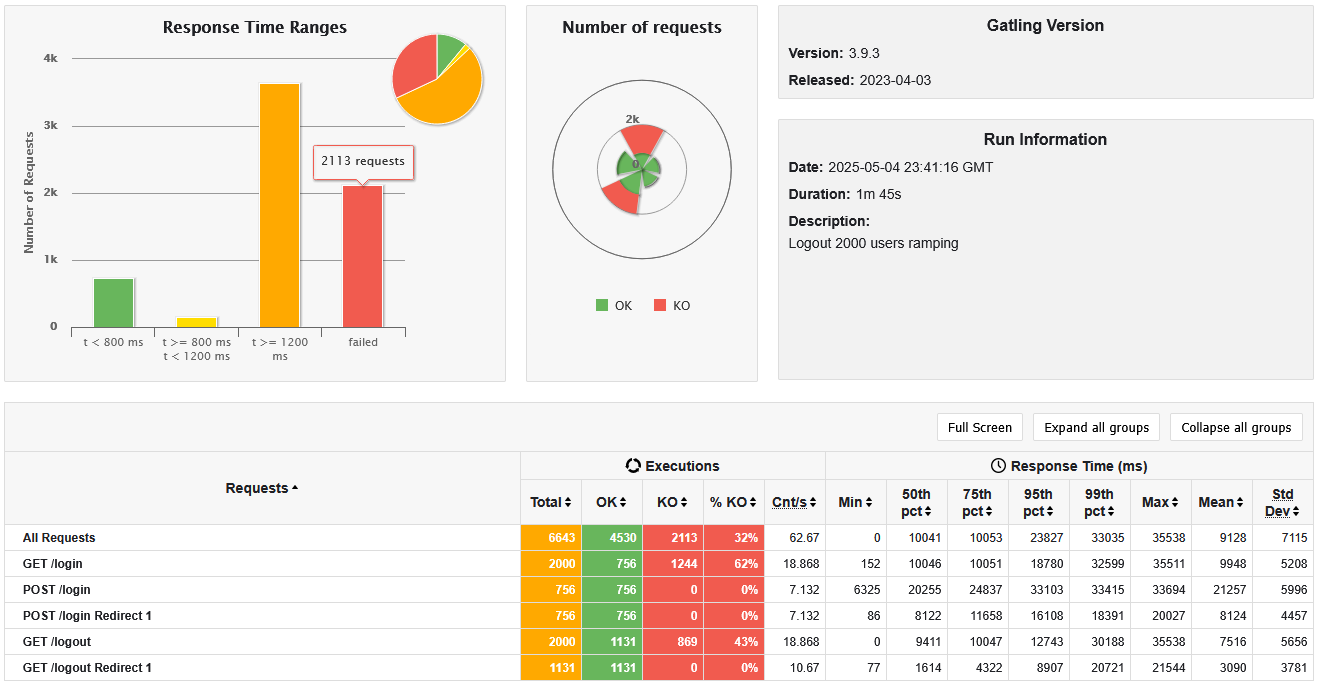 Response Time Ranges
4k
3k
2k
1k
0
Number of Requests
2113 requests
t < 800 ms
t >= 800 ms
t < 1200 ms
t >= 1200
ms
failed
Number of requests
2k
0
OK KO
Gatling Version
Version: 3.9.3
Released: 2023-04-03
Run Information
Date: 2025-05-04 23:41:16 GMT
Duration: 1m 45s
Description:
Logout 2000 users ramping
Full Screen Expand all groups Collapse all groups
Requests Executions Response Time (ms)
Total OK KO % KO Cnt/s Min 50th pct 75th pct 95th pct 99th pct Max Mean Std Dev
All Requests 6643 4530 2113 32% 62.67 0 10041 10053 23827 33035 35538 9128 7115
GET /login 2000 756 1244 62% 18.868 152 10046 10051 18780 32599 35511 9948 5208
POST /login 756 756 0 0% 7.132 6325 20255 24837 33103 33415 33694 21257 5996
POST /login Redirect 1 756 756 0 0% 7.132 86 8122 11658 16108 18391 20027 8124 4457
GET /logout 2000 1131 869 43% 18.868 0 9411 10047 12743 30188 35538 7516 5656
GET /logout Redirect 1 1131 1131 0 0% 10.67 77 1614 4322 8907 20721 21544 3090 3781